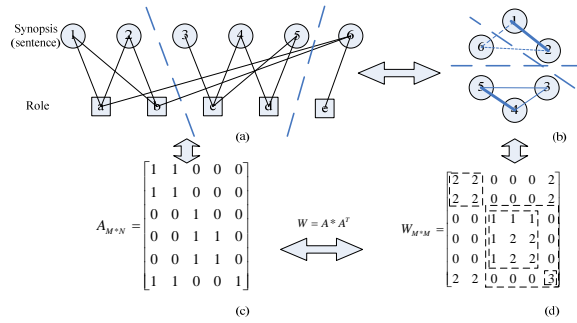 Synopsis
(sentence)
1 2 3 4 5 6
Role
a b c d e
(a)
1
6 2
5 3
4
(b)
A_{M*N} =
1 1 0 0 0
1 1 0 0 0
0 0 1 0 0
0 0 1 1 0
0 0 1 1 0
1 1 0 0 1
(c)
W = A * A^T
W_{M*M} =
2 2 0 0 0 2
2 2 0 0 0 2
0 0 1 1 1 0
0 0 1 2 2 0
0 0 1 2 2 0
2 2 0 0 0 3
(d)